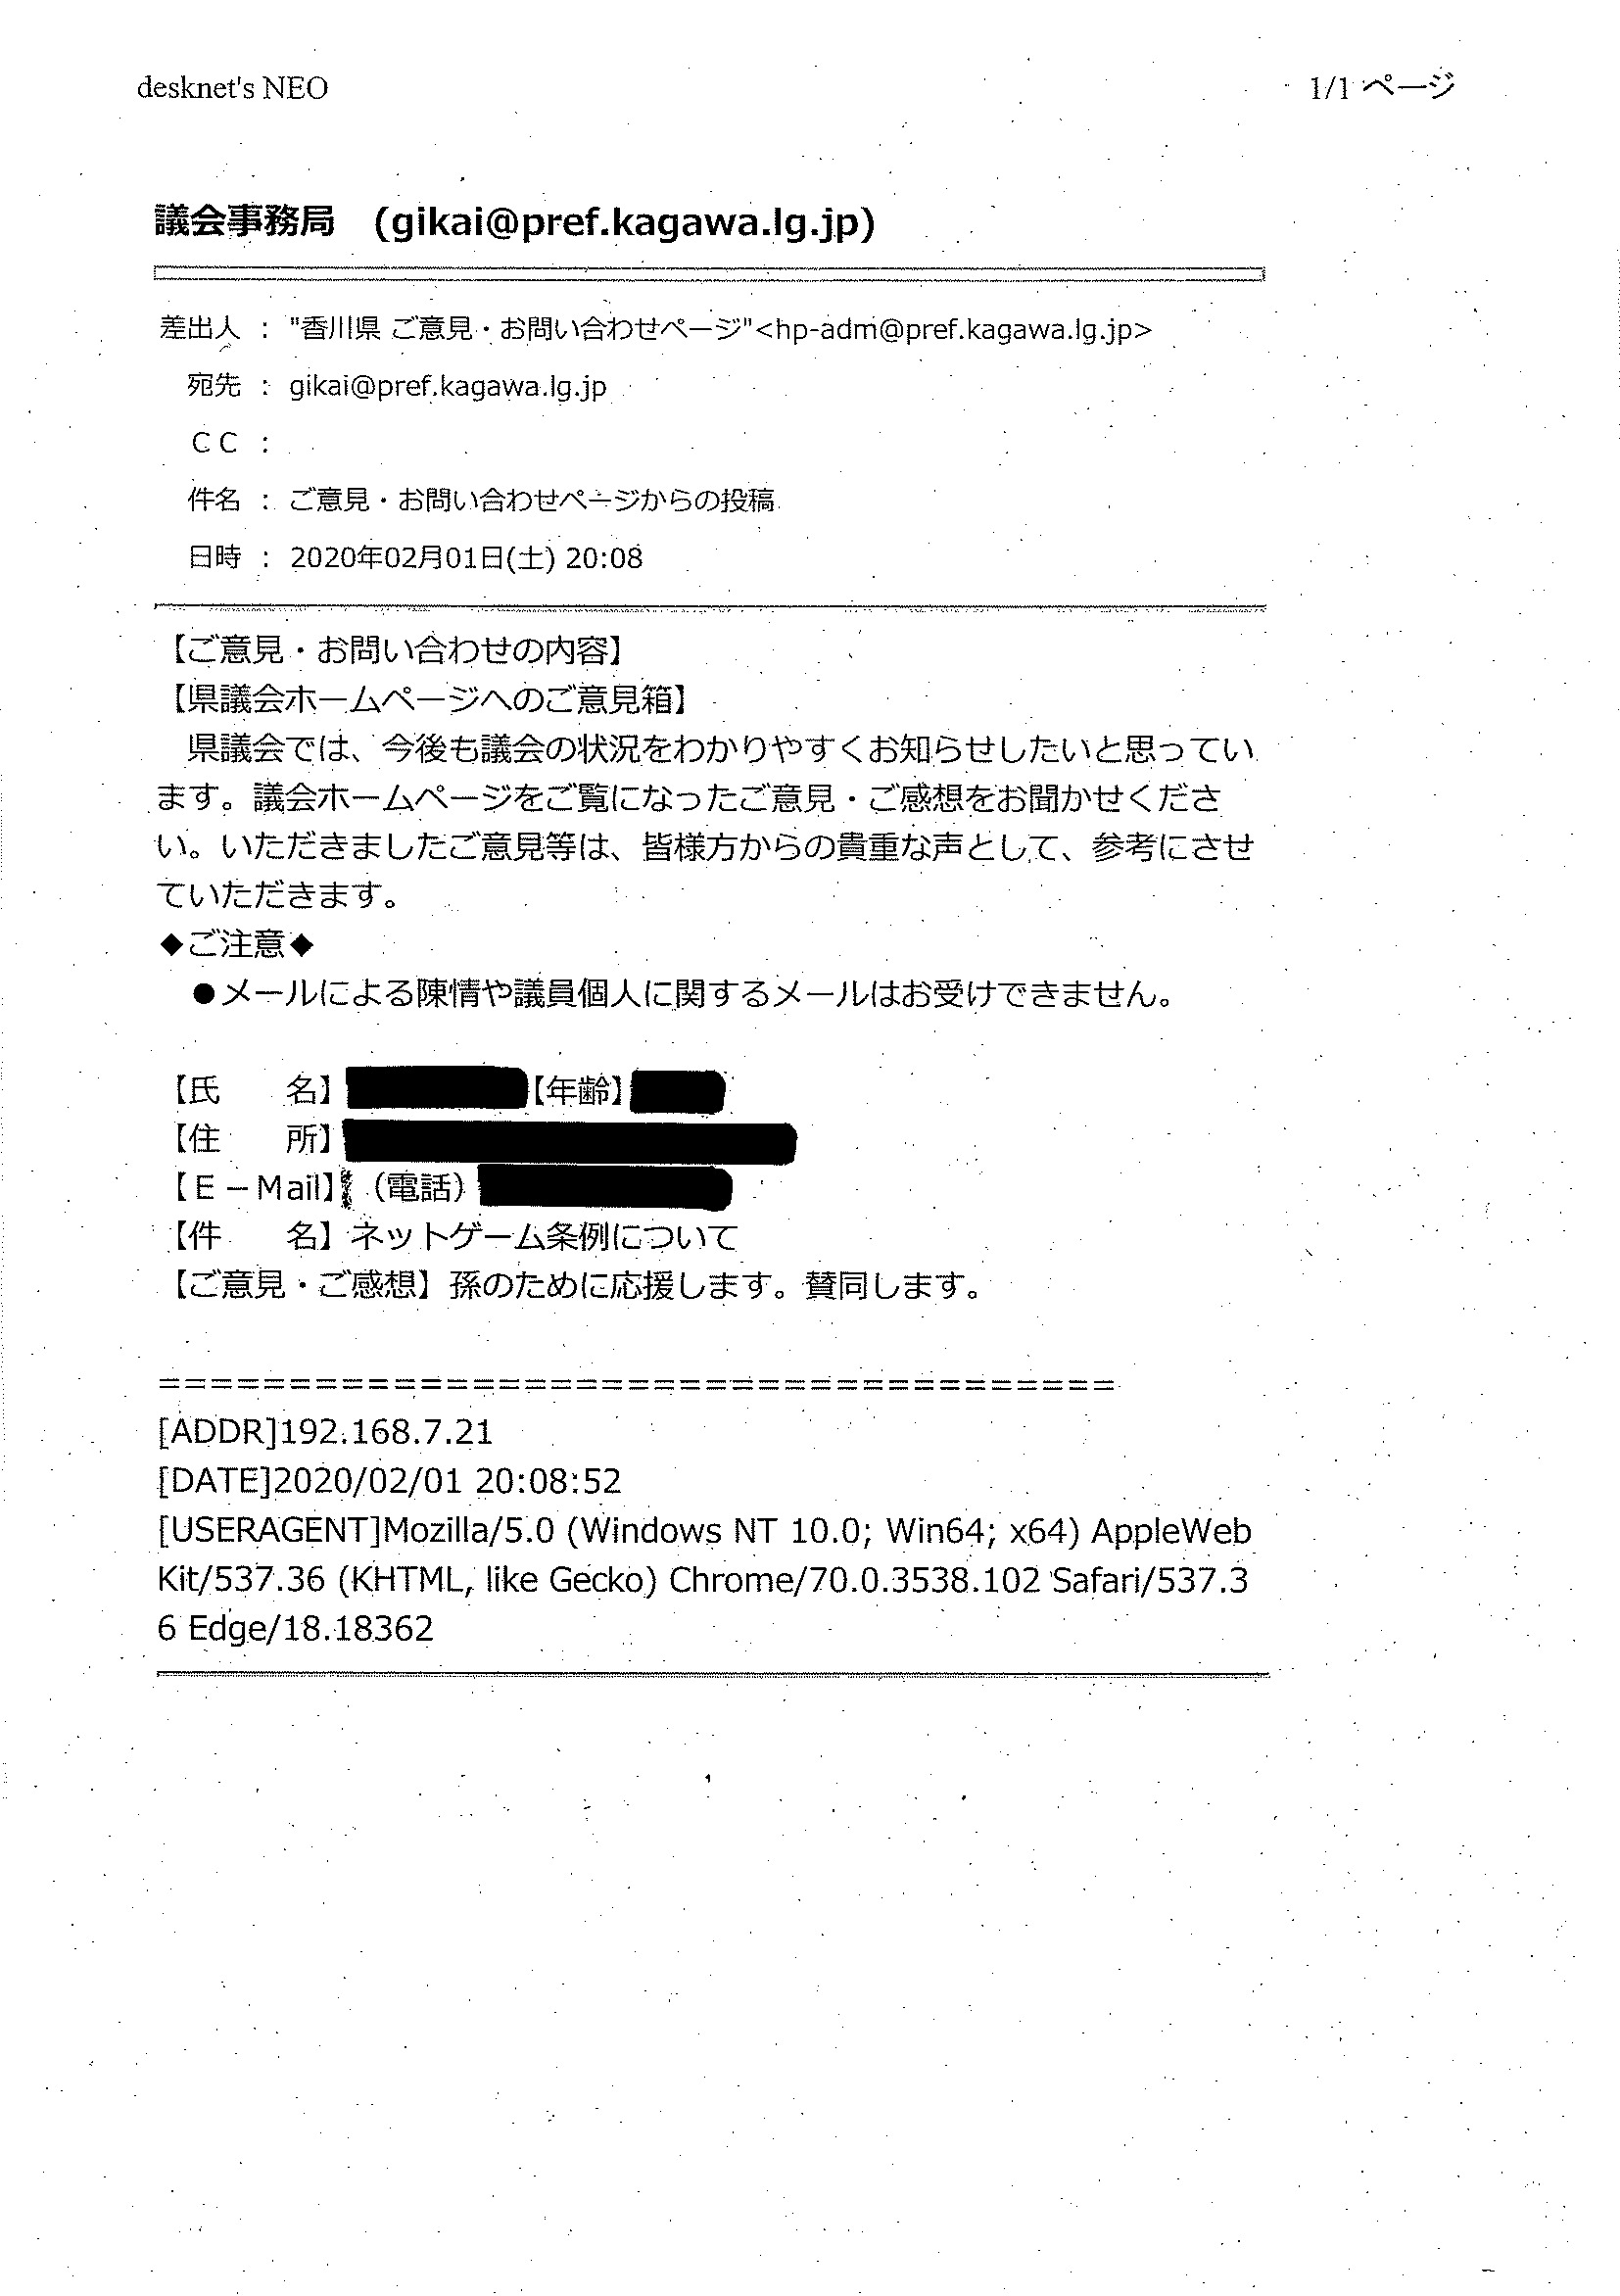 desknet's NEO
1/1 ページ
議会事務局　(gikai@pref.kagawa.lg.jp)
差出人 ： "香川県 ご意見・お問い合わせページ"<hp-adm@pref.kagawa.lg.jp>
宛先 ： gikai@pref.kagawa.lg.jp
ＣＣ ：
件名 ： ご意見・お問い合わせページからの投稿
日時 ： 2020年02月01日(土) 20:08
【ご意見・お問い合わせの内容】
【県議会ホームページへのご意見箱】
　県議会では、今後も議会の状況をわかりやすくお知らせしたいと思ってい
ます。議会ホームページをご覧になったご意見・ご感想をお聞かせくださ
い。いただきましたご意見等は、皆様方からの貴重な声として、参考にさせ
ていただきます。
◆ご注意◆
　●メールによる陳情や議員個人に関するメールはお受けできません。
【氏　　名】【年齢】
【住　　所】
【Ｅ－Mail】（電話）
【件　　名】ネットゲーム条例について
【ご意見・ご感想】孫のために応援します。賛同します。
=====================================
[ADDR]192.168.7.21
[DATE]2020/02/01 20:08:52
[USERAGENT]Mozilla/5.0 (Windows NT 10.0; Win64; x64) AppleWeb
Kit/537.36 (KHTML, like Gecko) Chrome/70.0.3538.102 Safari/537.3
6 Edge/18.18362